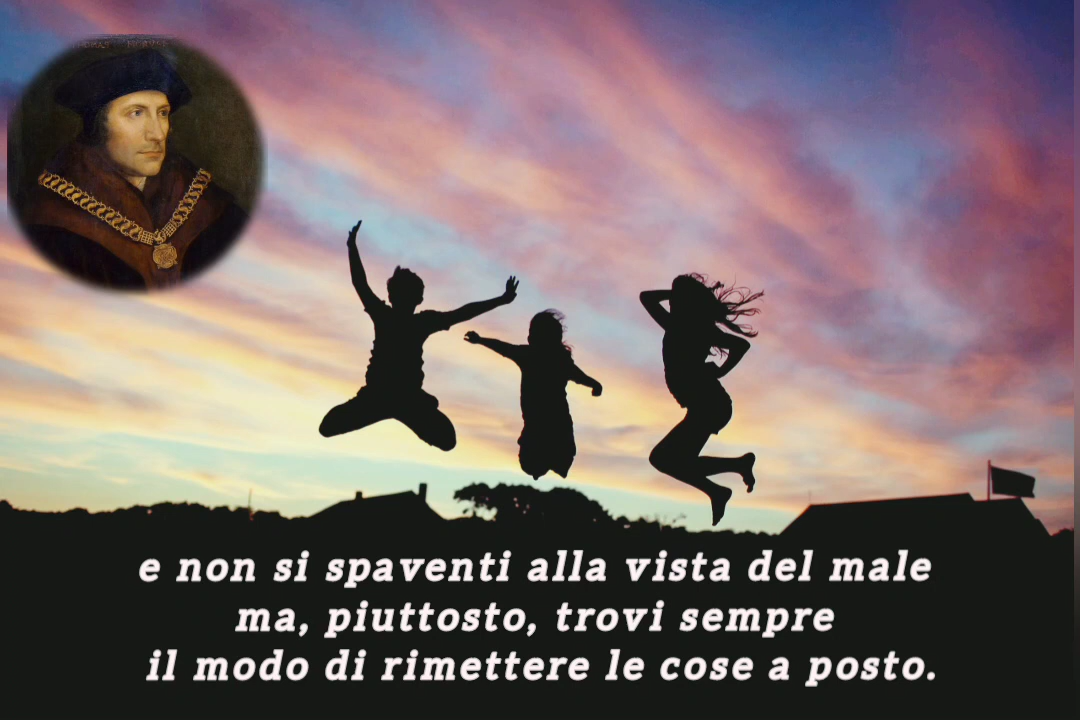 e non si spaventi alla vista del male
ma, piuttosto, trovi sempre
il modo di rimettere le cose a posto.